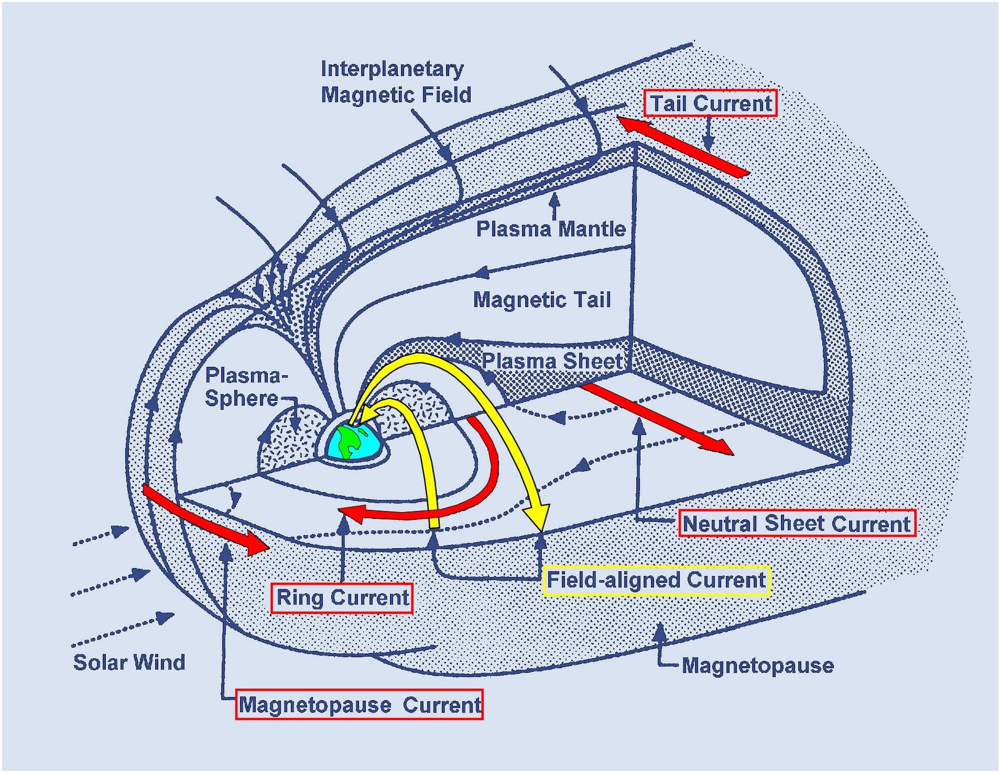 Interplanetary
Magnetic Field
Tail Current
Plasma Mantle
Magnetic Tail
Plasma Sheet
Plasma-
Sphere
Neutral Sheet Current
Field-aligned Current
Ring Current
Solar Wind
Magnetopause
Magnetopause Current